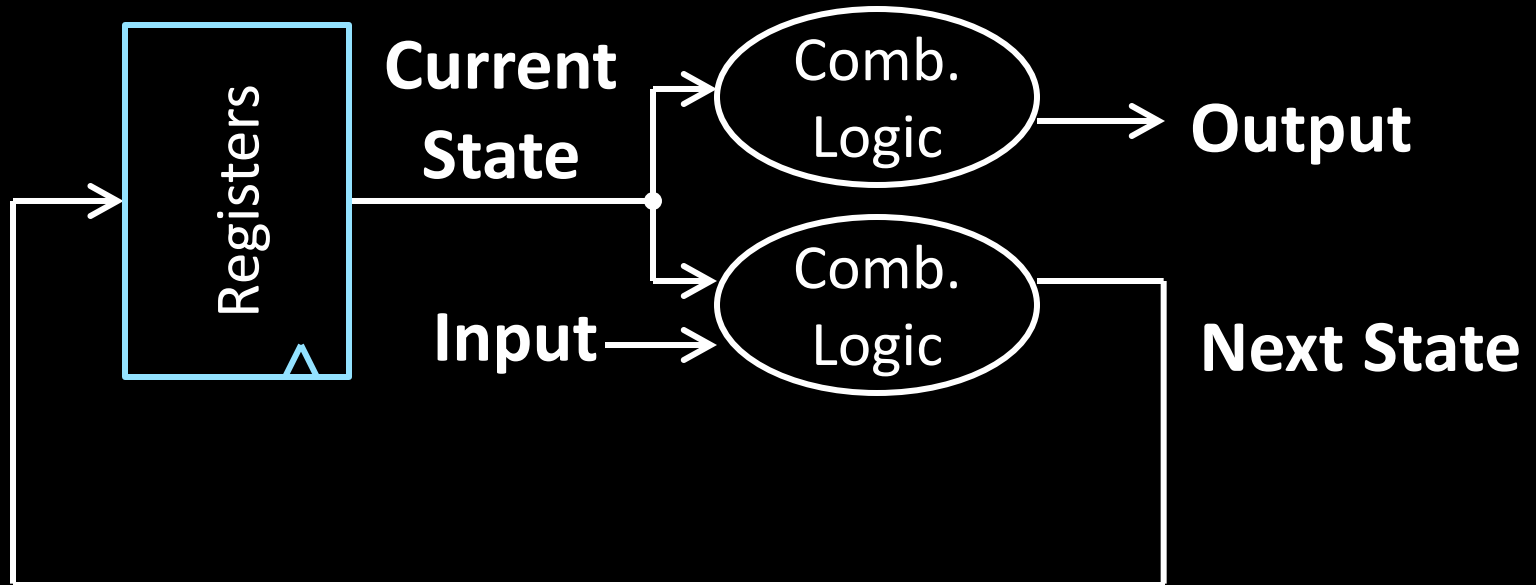 Registers
Current
State
Comb.
Logic
Output
Input
Comb.
Logic
Next State